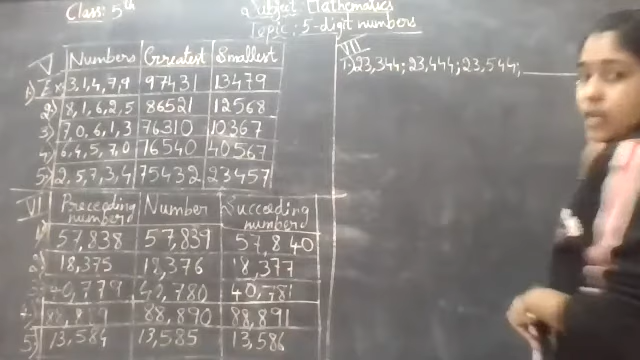 Class: 5th
Subject: Mathematics
Topic: 5-digit numbers
V Numbers Greatest Smallest
1) Ex 3,1,4,7,9 97431 13479
2) 8,1,6,2,5 86521 12568
3) 7,0,6,1,3 76310 10367
4) 6,4,5,7,0 76540 40567
5) 2,5,7,3,4 75432 23457
VI Preceeding number Number Succeeding number
1) 57,838 57,839 57,840
2) 18,375 18,376 18,377
3) 40,779 40,780 40,781
4) 88,889 88,890 88,891
5) 13,584 13,585 13,586
VII
1) 23,344; 23,444; 23,544; ______